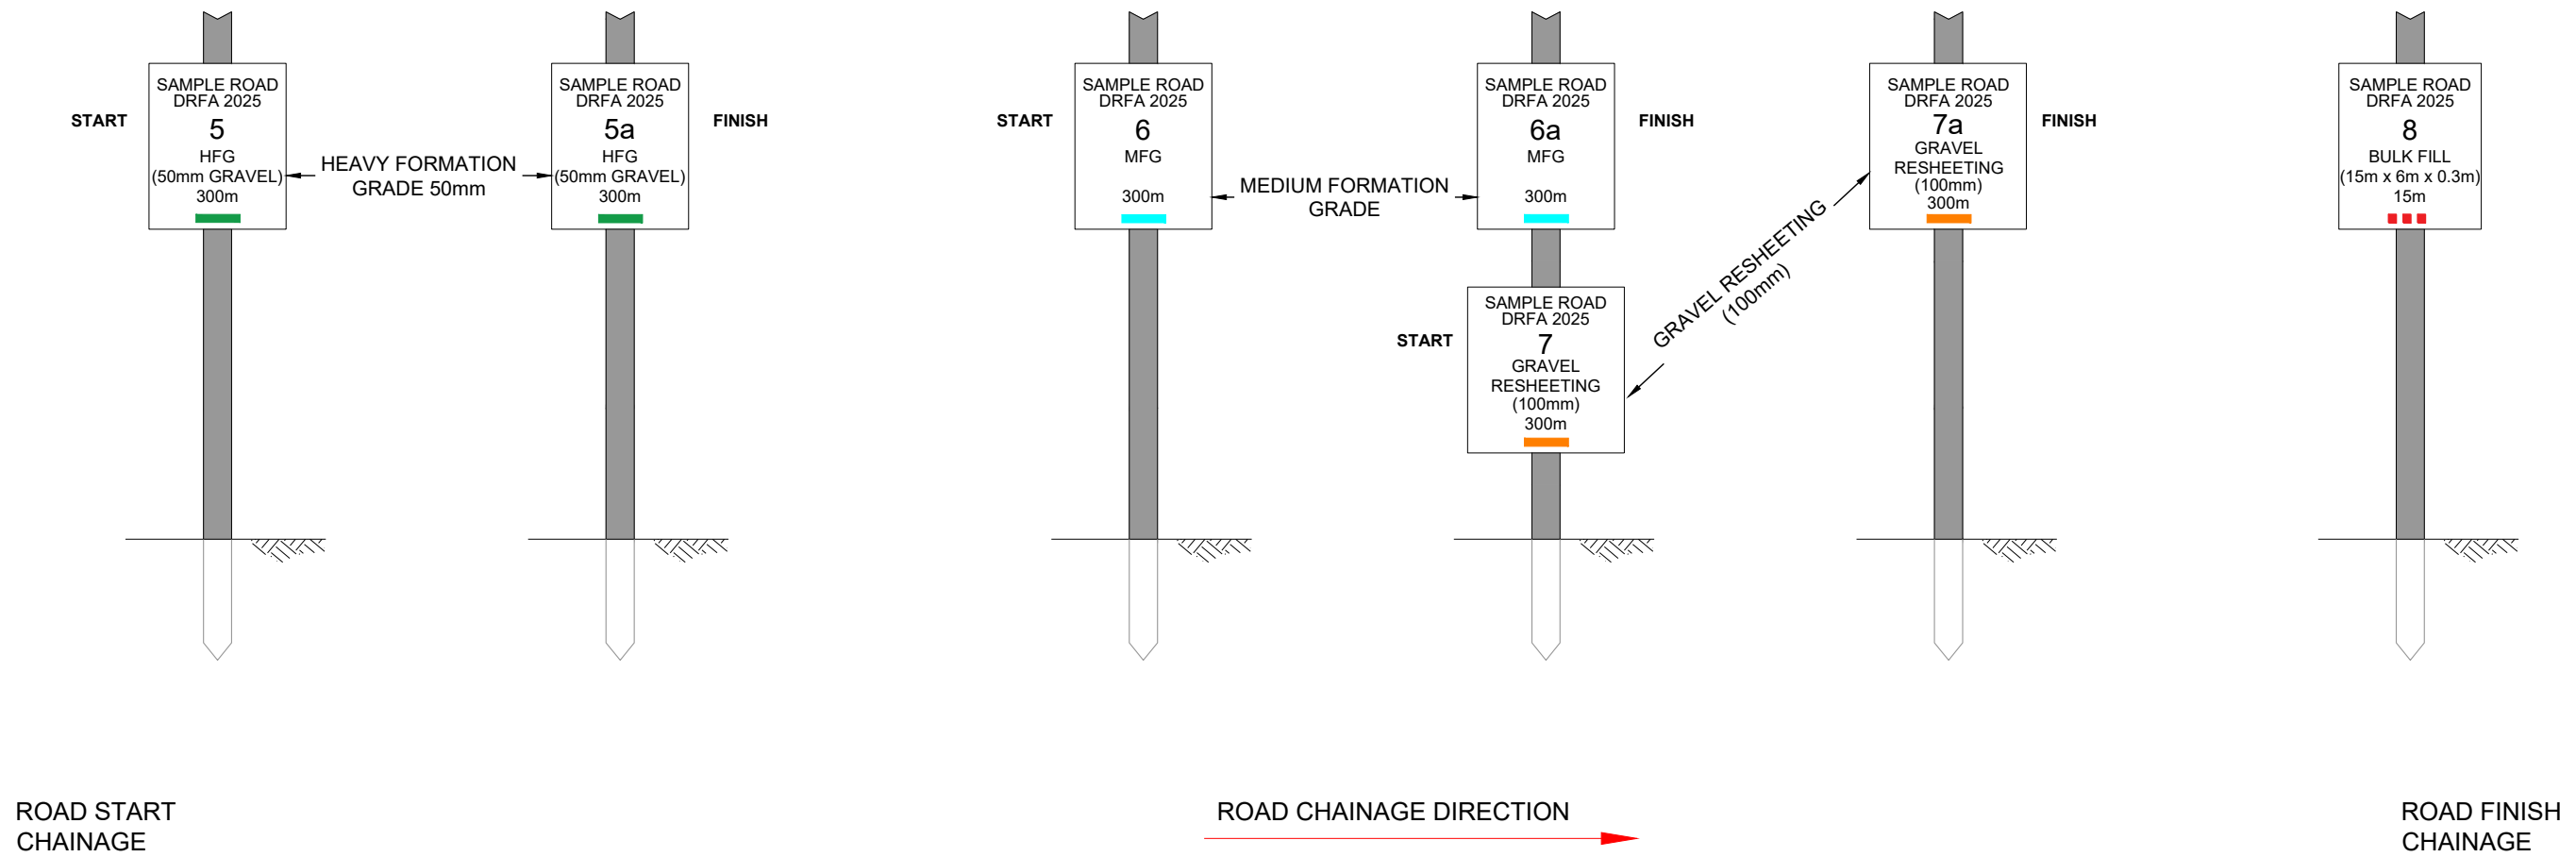 START
SAMPLE ROAD
DRFA 2025
5
HFG
(50mm GRAVEL)
300m
HEAVY FORMATION
GRADE 50mm
SAMPLE ROAD
DRFA 2025
5a
HFG
(50mm GRAVEL)
300m
FINISH
START
SAMPLE ROAD
DRFA 2025
6
MFG
300m
MEDIUM FORMATION
GRADE
SAMPLE ROAD
DRFA 2025
6a
MFG
300m
FINISH
START
SAMPLE ROAD
DRFA 2025
7
GRAVEL
RESHEETING
(100mm)
300m
GRAVEL RESHEETING
(100mm)
SAMPLE ROAD
DRFA 2025
7a
GRAVEL
RESHEETING
(100mm)
300m
FINISH
SAMPLE ROAD
DRFA 2025
8
BULK FILL
(15m x 6m x 0.3m)
15m
ROAD START
CHAINAGE
ROAD CHAINAGE DIRECTION
ROAD FINISH
CHAINAGE